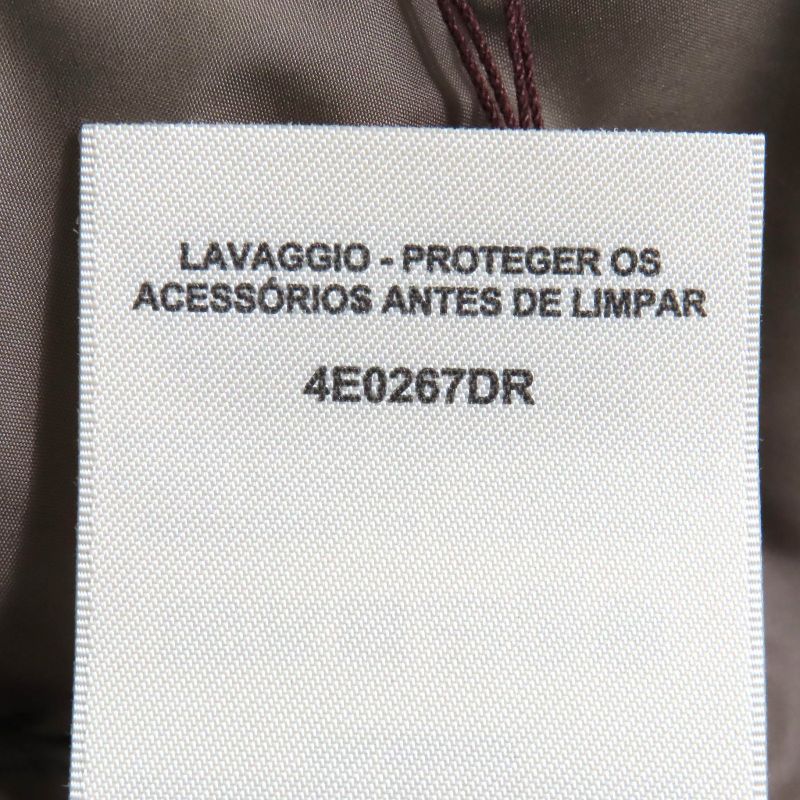 LAVAGGIO - PROTEGER OS
ACESSÓRIOS ANTES DE LIMPAR
4E0267DR